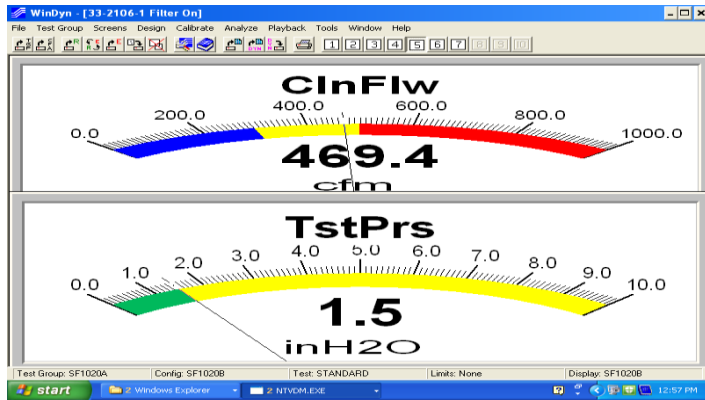 WinDyn - [33-2106-1 Filter On]
File Test Group Screens Design Calibrate Analyze Playback Tools Window Help
1 2 3 4 5 6 7 8 9 10
ClnFlw
0.0 200.0 400.0 600.0 800.0 1000.0
469.4
cfm
TstPrs
0.0 1.0 2.0 3.0 4.0 5.0 6.0 7.0 8.0 9.0 10.0
1.5
inH2O
Test Group: SF1020A Config: SF1020B Test: STANDARD Limits: None Display: SF1020B
start 2 Windows Explorer 2 NTVDM.EXE 12:57 PM